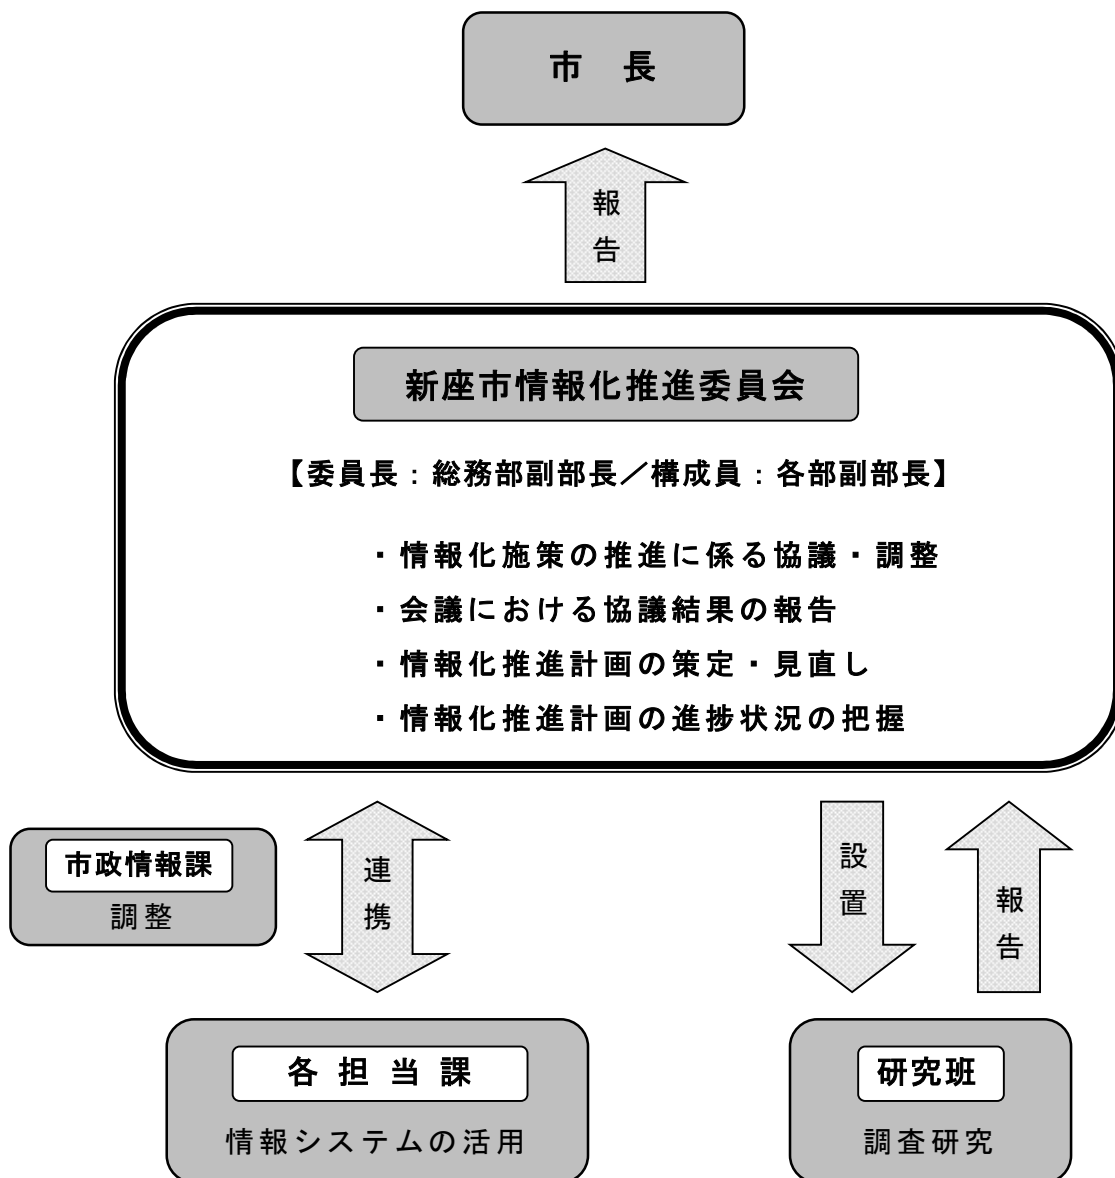 市　長
報告
新座市情報化推進委員会
【委員長：総務部副部長／構成員：各部副部長】
・情報化施策の推進に係る協議・調整
・会議における協議結果の報告
・情報化推進計画の策定・見直し
・情報化推進計画の進捗状況の把握
市政情報課
調整
連携
設置
報告
各担当課
情報システムの活用
研究班
調査研究